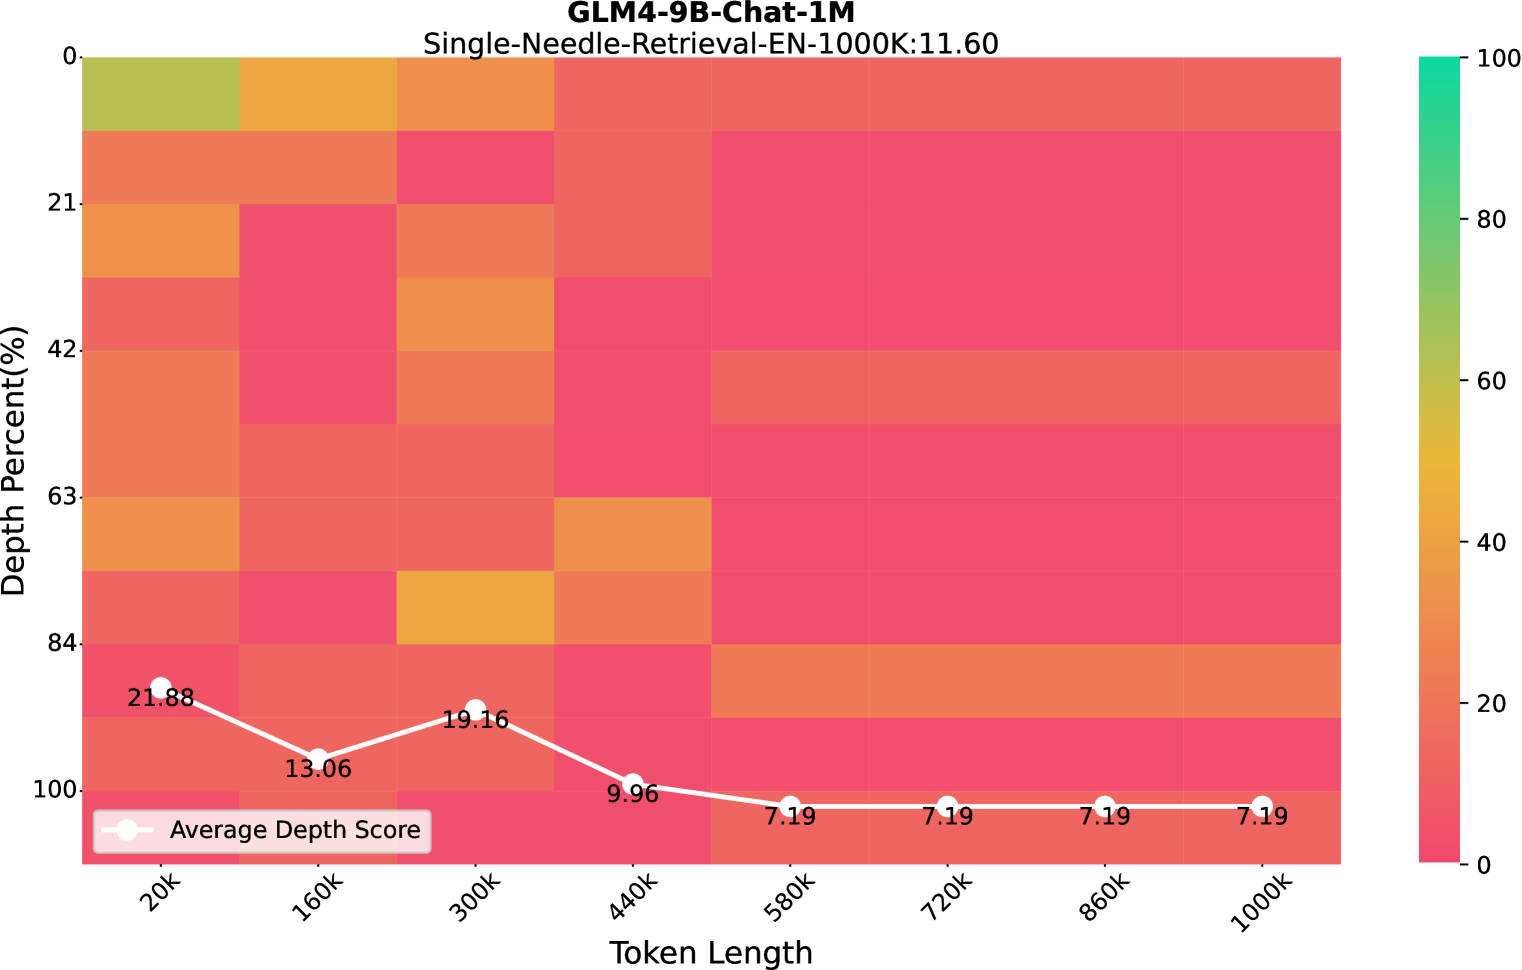 GLM4-9B-Chat-1M
Single-Needle-Retrieval-EN-1000K:11.60
Depth Percent(%)
0
21
42
63
84
100
21.88
13.06
19.16
9.96
7.19
7.19
7.19
7.19
Average Depth Score
20k
160k
300k
440k
580k
720k
860k
1000k
Token Length
100
80
60
40
20
0